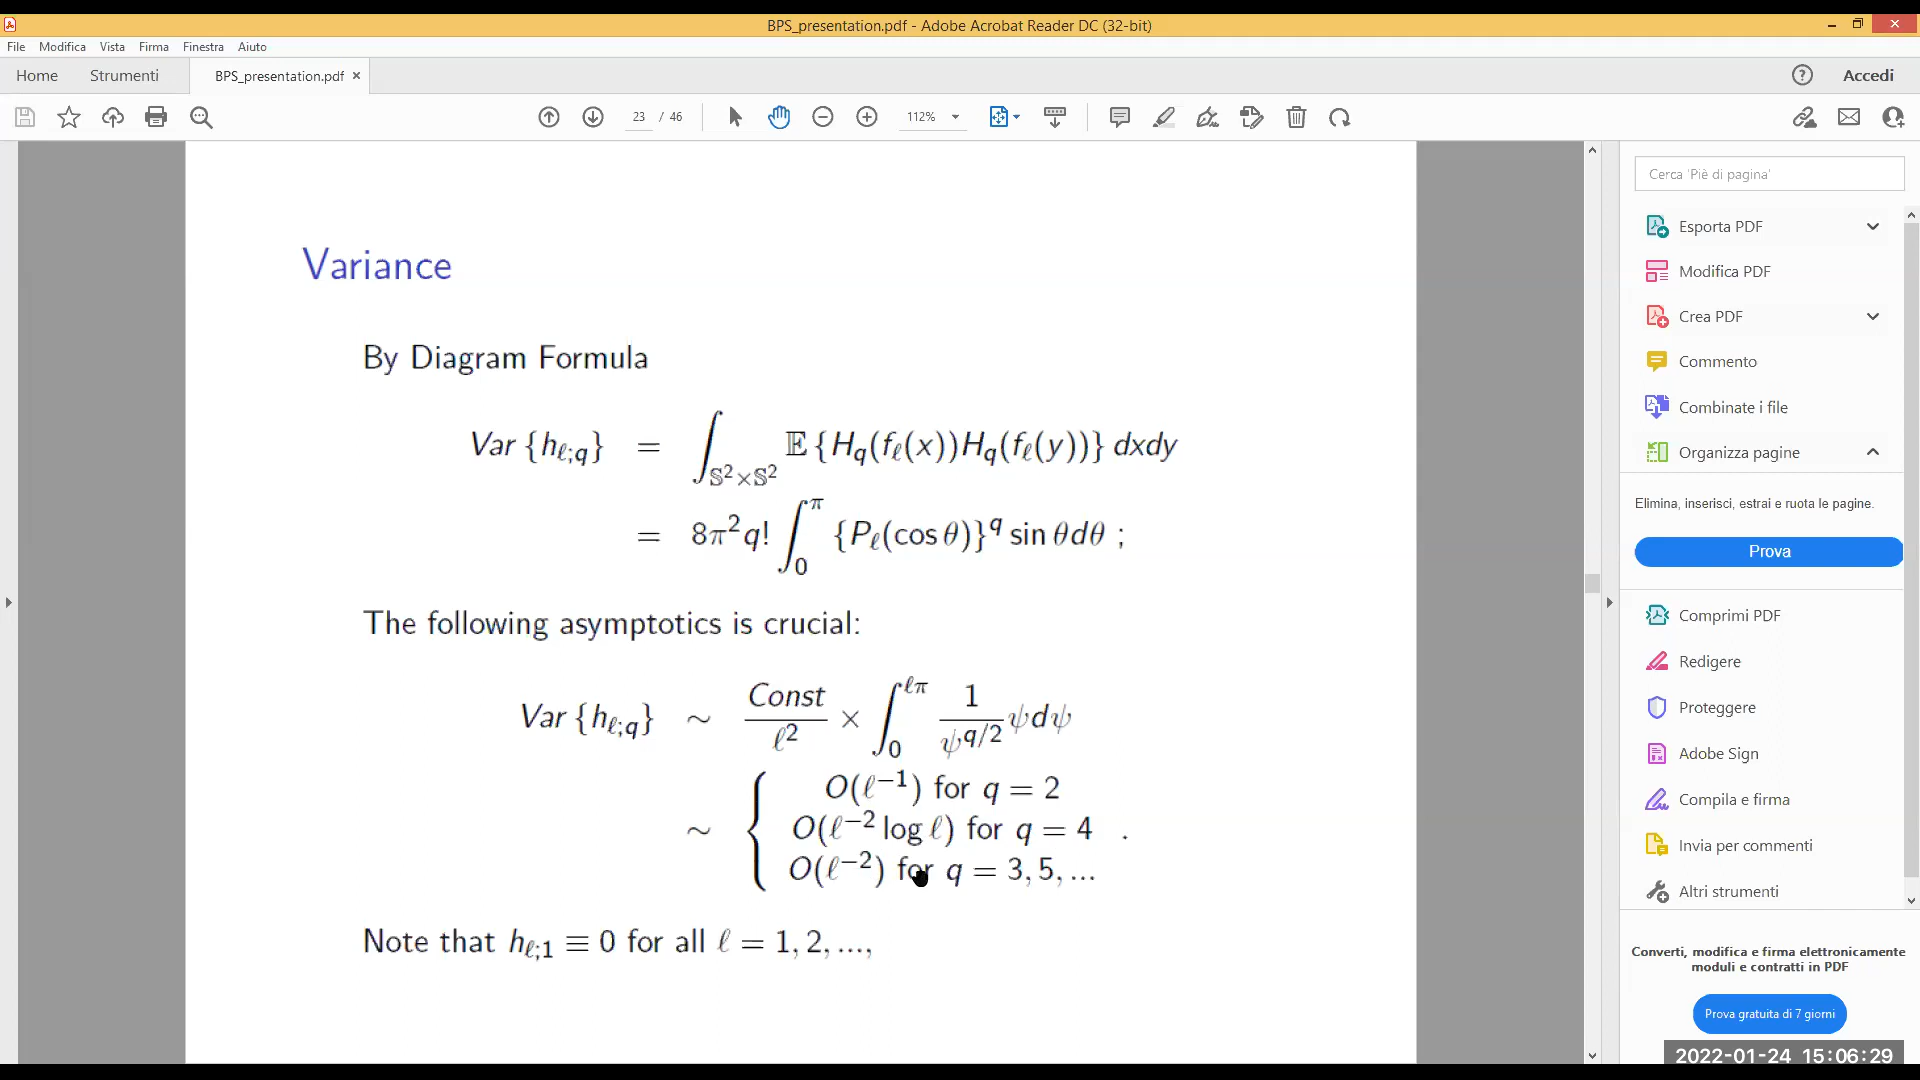 BPS_presentation.pdf - Adobe Acrobat Reader DC (32-bit)
File Modifica Vista Firma Finestra Aiuto
Home Strumenti BPS_presentation.pdf × Accedi
23 / 46 112%
Variance
By Diagram Formula
Var {h_{ℓ;q}} = ∫_{𝕊²×𝕊²} 𝔼 {H_q(f_ℓ(x))H_q(f_ℓ(y))} dxdy
= 8π²q! ∫_0^π {P_ℓ(cos θ)}^q sin θdθ ;
The following asymptotics is crucial:
Var {h_{ℓ;q}} ∼ Const/ℓ² × ∫_0^{ℓπ} 1/ψ^{q/2} ψdψ
∼ { O(ℓ⁻¹) for q = 2
O(ℓ⁻² log ℓ) for q = 4 .
O(ℓ⁻²) for q = 3, 5, ...
Note that h_{ℓ;1} ≡ 0 for all ℓ = 1, 2, ...,
Cerca 'Piè di pagina'
Esporta PDF
Modifica PDF
Crea PDF
Commento
Combinate i file
Organizza pagine
Elimina, inserisci, estrai e ruota le pagine.
Prova
Comprimi PDF
Redigere
Proteggere
Adobe Sign
Compila e firma
Invia per commenti
Altri strumenti
Converti, modifica e firma elettronicamente
moduli e contratti in PDF
Prova gratuita di 7 giorni
2022-01-24 15:06:29